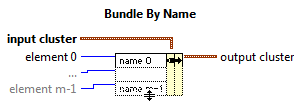 Bundle By Name
input cluster
element 0
name 0
output cluster
...
element m-1
name m-1